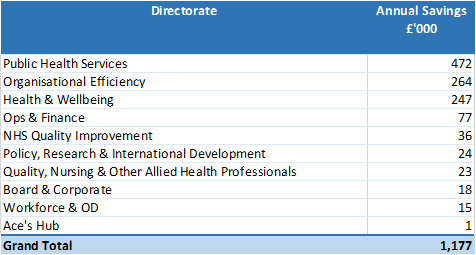 Directorate Annual Savings
£'000
Public Health Services 472
Organisational Efficiency 264
Health & Wellbeing 247
Ops & Finance 77
NHS Quality Improvement 36
Policy, Research & International Development 24
Quality, Nursing & Other Allied Health Professionals 23
Board & Corporate 18
Workforce & OD 15
Ace's Hub 1
Grand Total 1,177